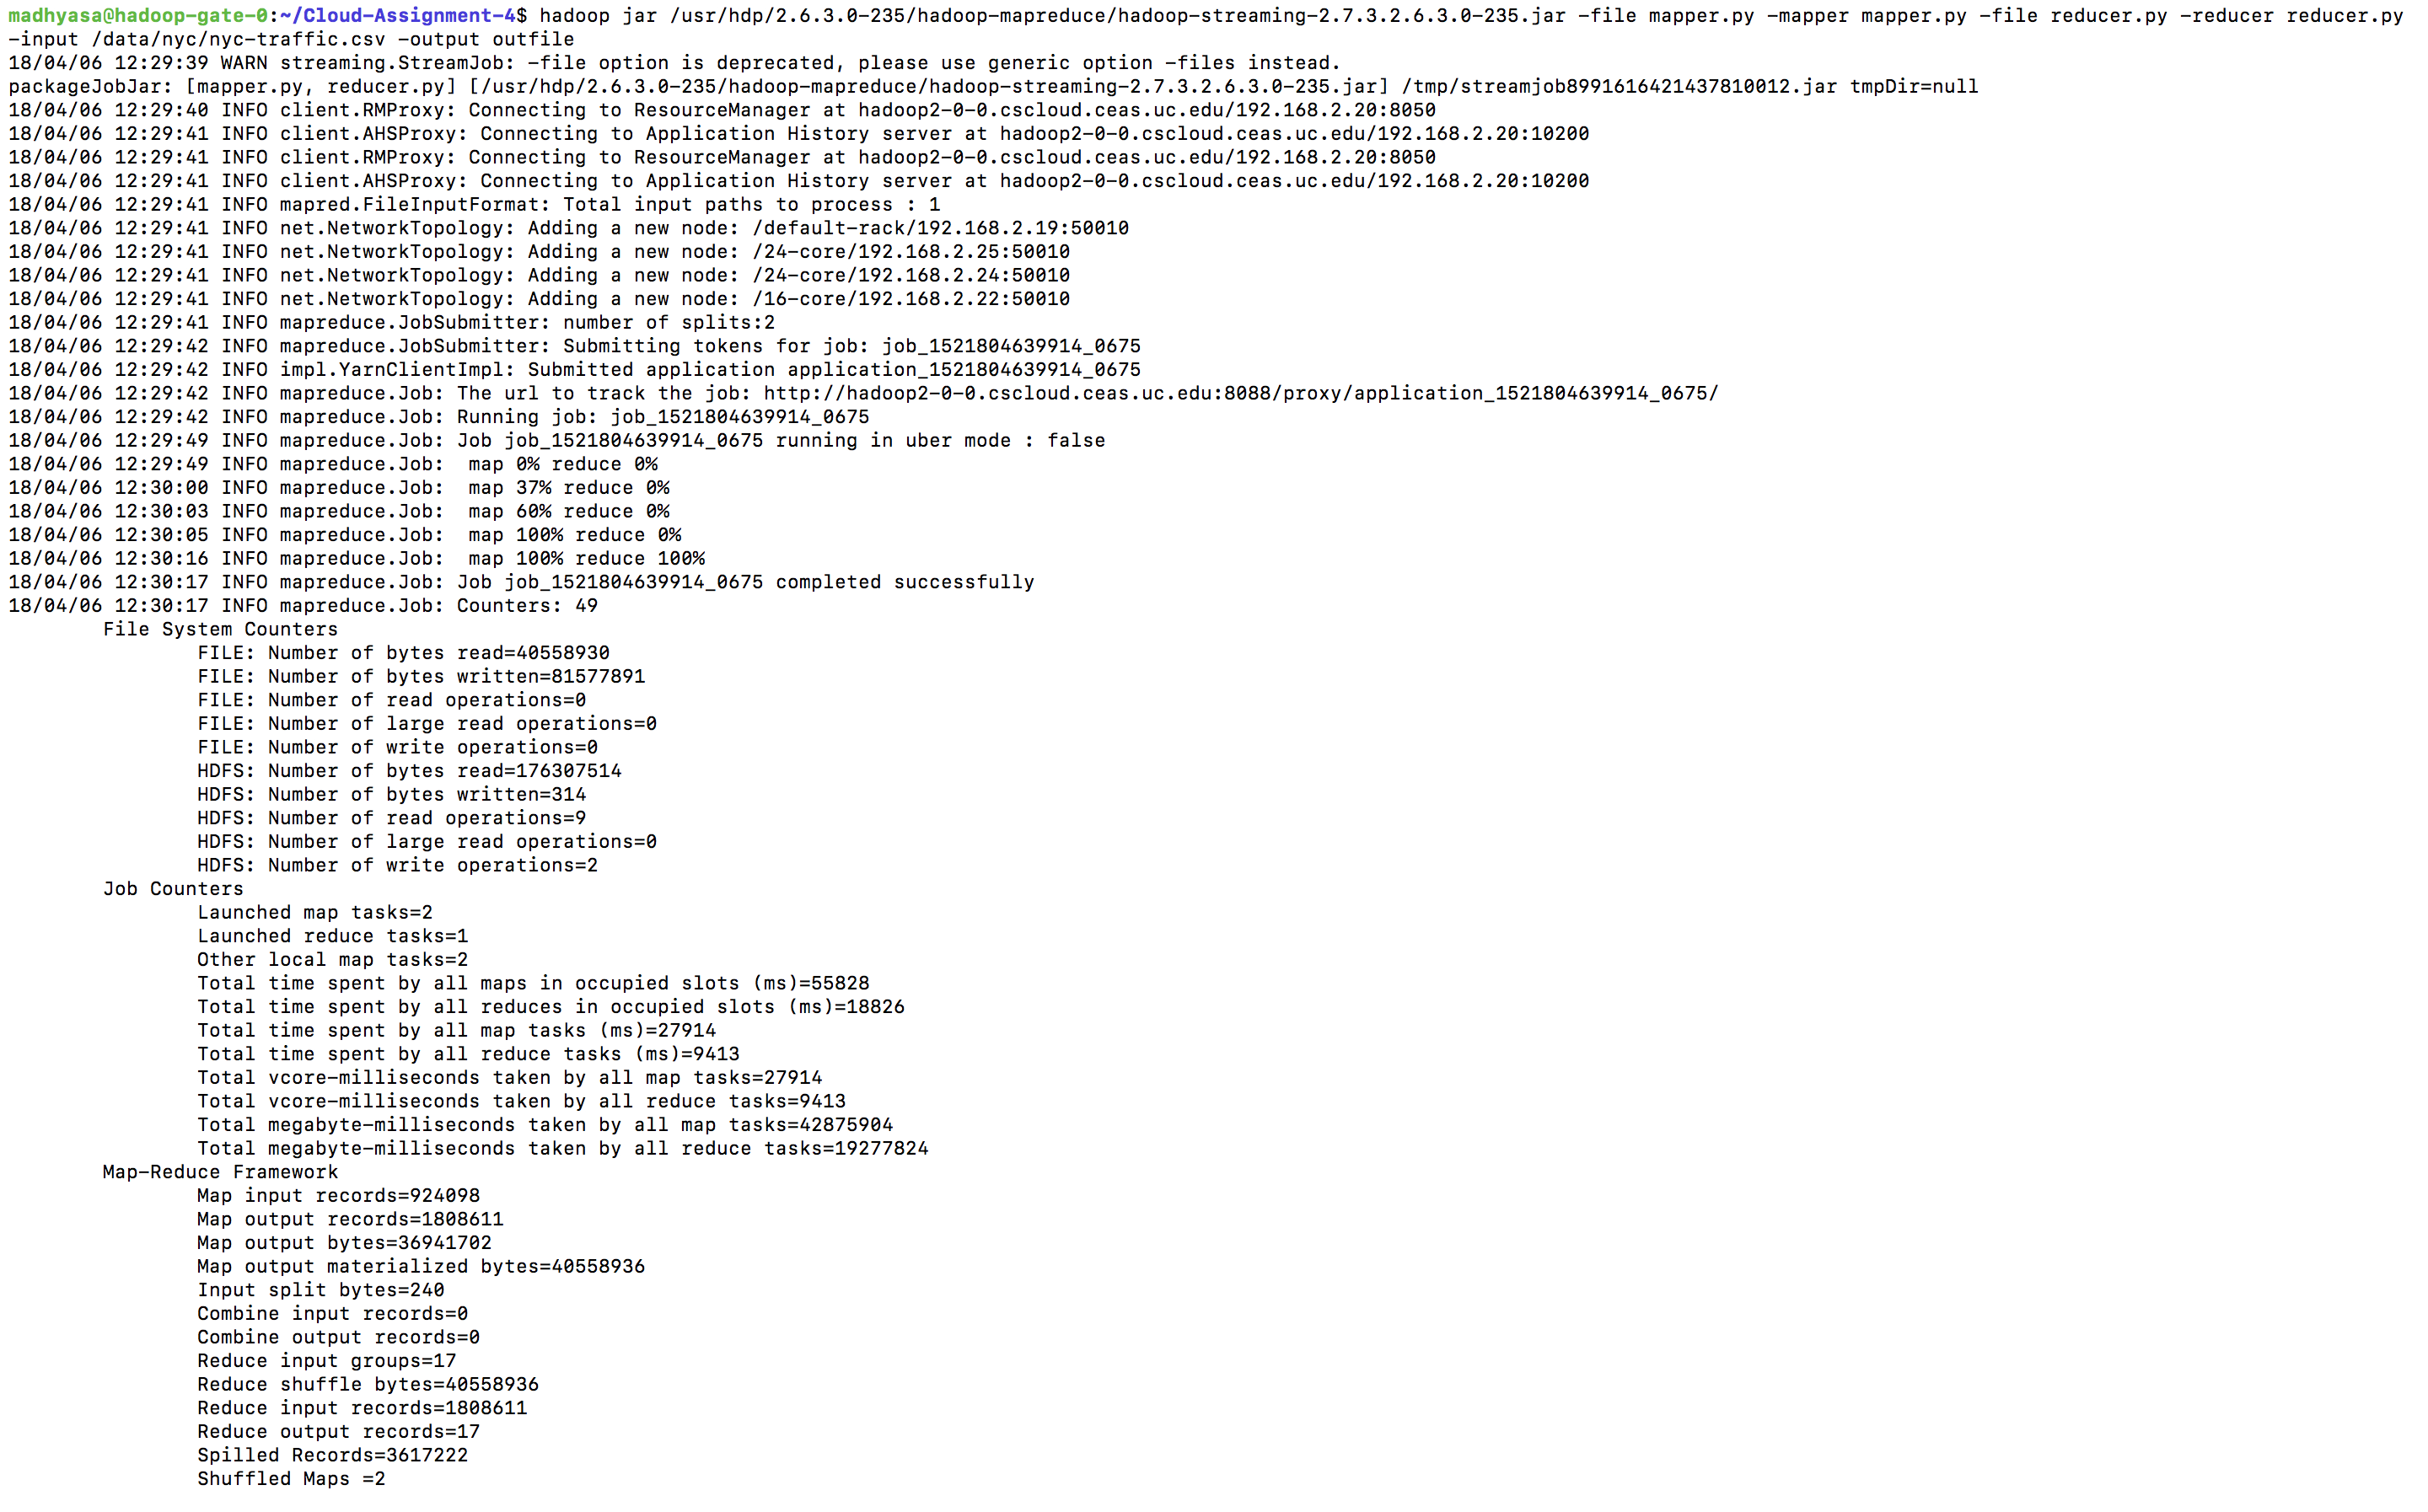 madhyasa@hadoop-gate-0:~/Cloud-Assignment-4$ hadoop jar /usr/hdp/2.6.3.0-235/hadoop-mapreduce/hadoop-streaming-2.7.3.2.6.3.0-235.jar -file mapper.py -mapper mapper.py -file reducer.py -reducer reducer.py
-input /data/nyc/nyc-traffic.csv -output outfile
18/04/06 12:29:39 WARN streaming.StreamJob: -file option is deprecated, please use generic option -files instead.
packageJobJar: [mapper.py, reducer.py] [/usr/hdp/2.6.3.0-235/hadoop-mapreduce/hadoop-streaming-2.7.3.2.6.3.0-235.jar] /tmp/streamjob8991616421437810012.jar tmpDir=null
18/04/06 12:29:40 INFO client.RMProxy: Connecting to ResourceManager at hadoop2-0-0.cscloud.ceas.uc.edu/192.168.2.20:8050
18/04/06 12:29:41 INFO client.AHSProxy: Connecting to Application History server at hadoop2-0-0.cscloud.ceas.uc.edu/192.168.2.20:10200
18/04/06 12:29:41 INFO client.RMProxy: Connecting to ResourceManager at hadoop2-0-0.cscloud.ceas.uc.edu/192.168.2.20:8050
18/04/06 12:29:41 INFO client.AHSProxy: Connecting to Application History server at hadoop2-0-0.cscloud.ceas.uc.edu/192.168.2.20:10200
18/04/06 12:29:41 INFO mapred.FileInputFormat: Total input paths to process : 1
18/04/06 12:29:41 INFO net.NetworkTopology: Adding a new node: /default-rack/192.168.2.19:50010
18/04/06 12:29:41 INFO net.NetworkTopology: Adding a new node: /24-core/192.168.2.25:50010
18/04/06 12:29:41 INFO net.NetworkTopology: Adding a new node: /24-core/192.168.2.24:50010
18/04/06 12:29:41 INFO net.NetworkTopology: Adding a new node: /16-core/192.168.2.22:50010
18/04/06 12:29:41 INFO mapreduce.JobSubmitter: number of splits:2
18/04/06 12:29:42 INFO mapreduce.JobSubmitter: Submitting tokens for job: job_1521804639914_0675
18/04/06 12:29:42 INFO impl.YarnClientImpl: Submitted application application_1521804639914_0675
18/04/06 12:29:42 INFO mapreduce.Job: The url to track the job: http://hadoop2-0-0.cscloud.ceas.uc.edu:8088/proxy/application_1521804639914_0675/
18/04/06 12:29:42 INFO mapreduce.Job: Running job: job_1521804639914_0675
18/04/06 12:29:49 INFO mapreduce.Job: Job job_1521804639914_0675 running in uber mode : false
18/04/06 12:29:49 INFO mapreduce.Job:  map 0% reduce 0%
18/04/06 12:30:00 INFO mapreduce.Job:  map 37% reduce 0%
18/04/06 12:30:03 INFO mapreduce.Job:  map 60% reduce 0%
18/04/06 12:30:05 INFO mapreduce.Job:  map 100% reduce 0%
18/04/06 12:30:16 INFO mapreduce.Job:  map 100% reduce 100%
18/04/06 12:30:17 INFO mapreduce.Job: Job job_1521804639914_0675 completed successfully
18/04/06 12:30:17 INFO mapreduce.Job: Counters: 49
File System Counters
FILE: Number of bytes read=40558930
FILE: Number of bytes written=81577891
FILE: Number of read operations=0
FILE: Number of large read operations=0
FILE: Number of write operations=0
HDFS: Number of bytes read=176307514
HDFS: Number of bytes written=314
HDFS: Number of read operations=9
HDFS: Number of large read operations=0
HDFS: Number of write operations=2
Job Counters
Launched map tasks=2
Launched reduce tasks=1
Other local map tasks=2
Total time spent by all maps in occupied slots (ms)=55828
Total time spent by all reduces in occupied slots (ms)=18826
Total time spent by all map tasks (ms)=27914
Total time spent by all reduce tasks (ms)=9413
Total vcore-milliseconds taken by all map tasks=27914
Total vcore-milliseconds taken by all reduce tasks=9413
Total megabyte-milliseconds taken by all map tasks=42875904
Total megabyte-milliseconds taken by all reduce tasks=19277824
Map-Reduce Framework
Map input records=924098
Map output records=1808611
Map output bytes=36941702
Map output materialized bytes=40558936
Input split bytes=240
Combine input records=0
Combine output records=0
Reduce input groups=17
Reduce shuffle bytes=40558936
Reduce input records=1808611
Reduce output records=17
Spilled Records=3617222
Shuffled Maps =2